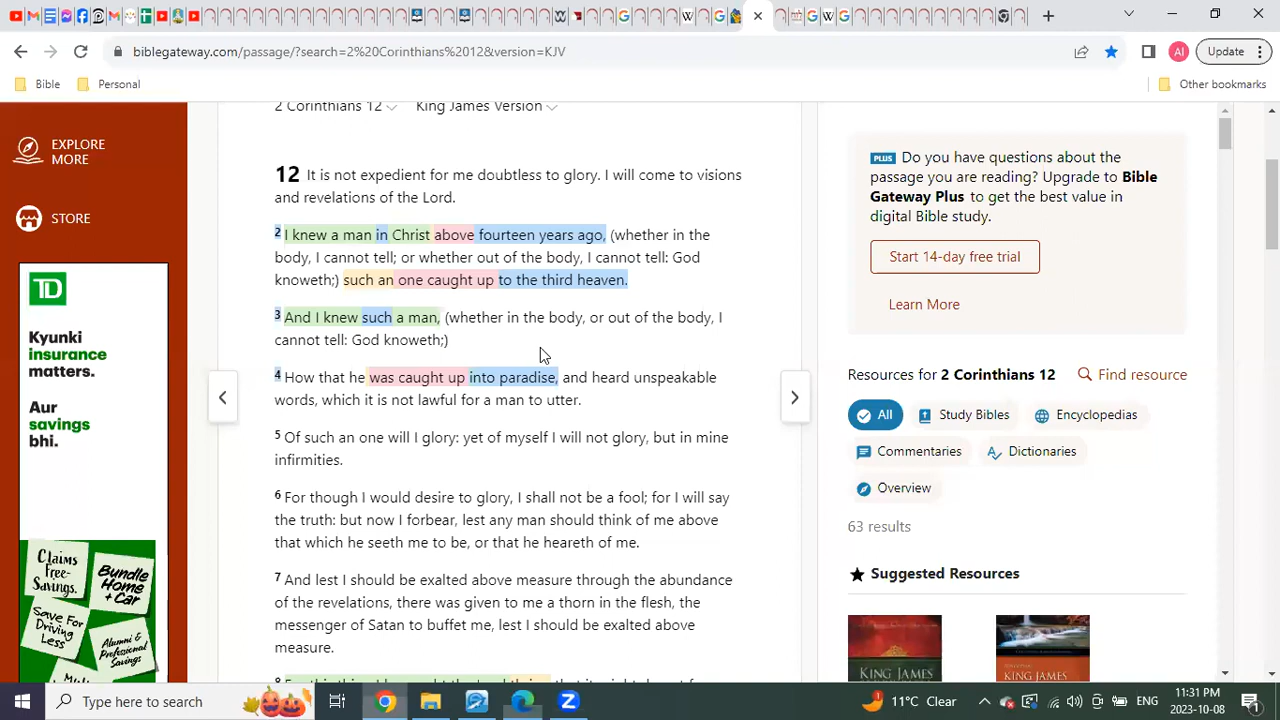 biblegateway.com/passage/?search=2%20Corinthians%2012&version=KJV
AI
Update
Bible
Personal
Other bookmarks
EXPLORE
MORE
STORE
TD
Kyunki
insurance
matters.
Aur
savings
bhi.
Claims
Free-
Savings.
Bundle
Home
+ Car
Save For
Driving
Less
Alumni &
Professional
Savings
2 Corinthians 12
King James Version
12 It is not expedient for me doubtless to glory. I will come to visions
and revelations of the Lord.
2 I knew a man in Christ above fourteen years ago, (whether in the
body, I cannot tell; or whether out of the body, I cannot tell: God
knoweth;) such an one caught up to the third heaven.
3 And I knew such a man, (whether in the body, or out of the body, I
cannot tell: God knoweth;)
4 How that he was caught up into paradise, and heard unspeakable
words, which it is not lawful for a man to utter.
5 Of such an one will I glory: yet of myself I will not glory, but in mine
infirmities.
6 For though I would desire to glory, I shall not be a fool; for I will say
the truth: but now I forbear, lest any man should think of me above
that which he seeth me to be, or that he heareth of me.
7 And lest I should be exalted above measure through the abundance
of the revelations, there was given to me a thorn in the flesh, the
messenger of Satan to buffet me, lest I should be exalted above
measure.
PLUS Do you have questions about the
passage you are reading? Upgrade to Bible
Gateway Plus to get the best value in
digital Bible study.
Start 14-day free trial
Learn More
Resources for 2 Corinthians 12
Find resource
All
Study Bibles
Encyclopedias
Commentaries
Dictionaries
Overview
63 results
Suggested Resources
KING JAMES
KING JAMES
Type here to search
11°C Clear
ENG
11:31 PM
2023-10-08
1